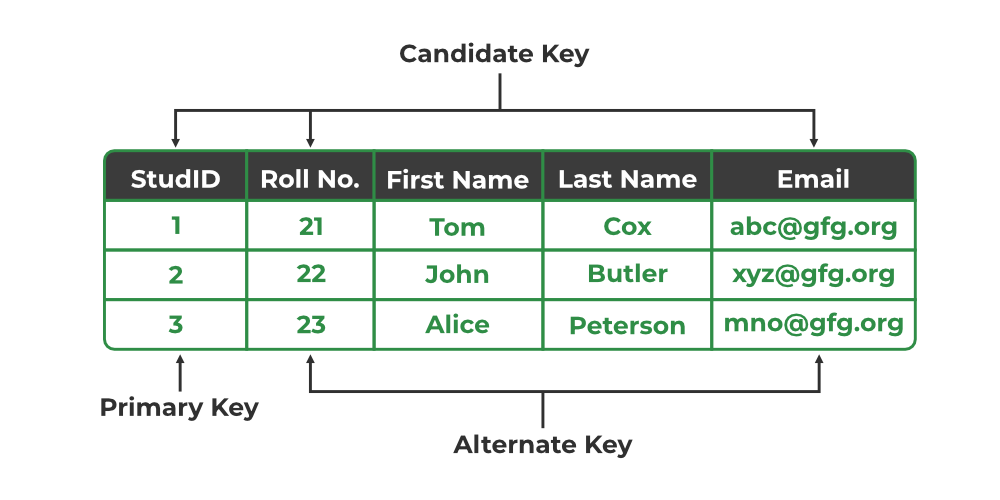 Candidate Key
StudID Roll No. First Name Last Name Email
1 21 Tom Cox abc@gfg.org
2 22 John Butler xyz@gfg.org
3 23 Alice Peterson mno@gfg.org
Primary Key
Alternate Key